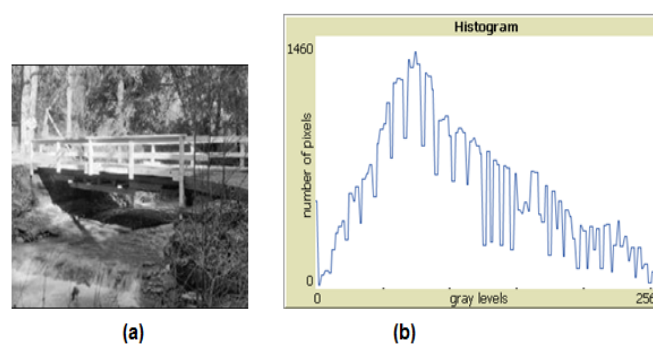 Histogram
1460
number of pixels
0
0
gray levels
256
(a)
(b)